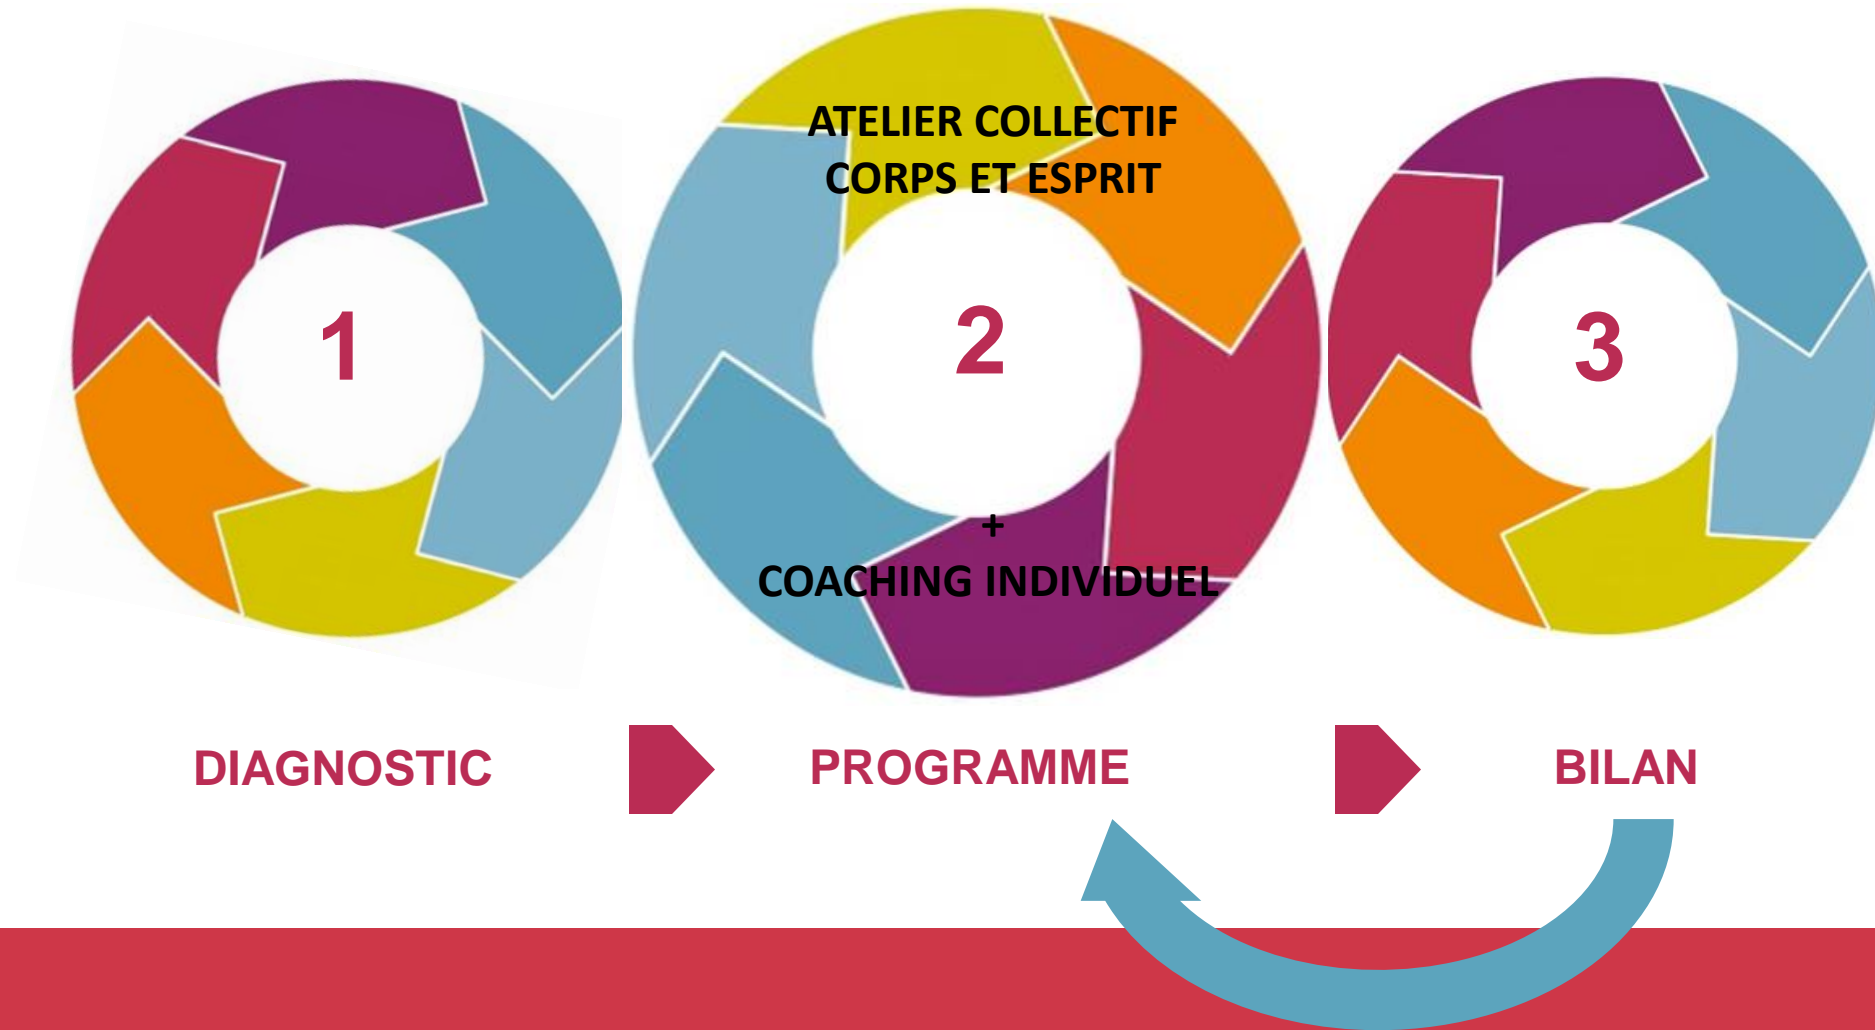 ATELIER COLLECTIF
CORPS ET ESPRIT
1
2
3
+
COACHING INDIVIDUEL
DIAGNOSTIC
PROGRAMME
BILAN